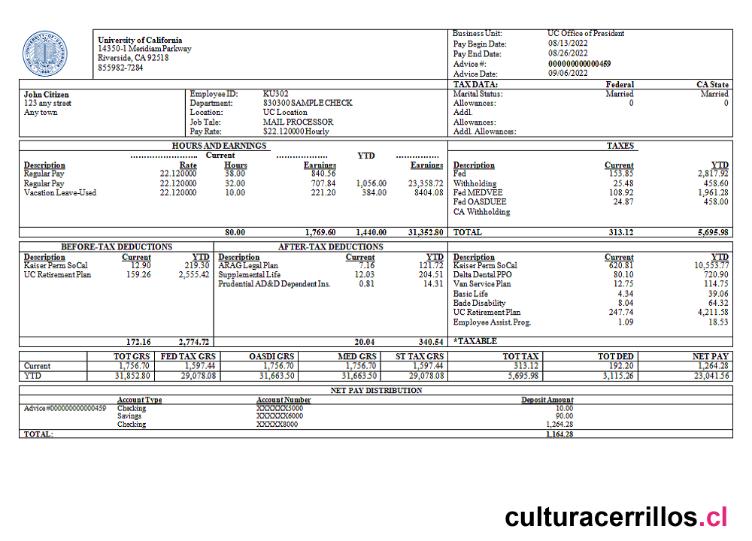 University of California
14350-1 Meridiam Parkway
Riverside, CA 92518
855982-7284
Business Unit: UC Office of President
Pay Begin Date: 08/13/2022
Pay End Date: 08/26/2022
Advice #: 000000000000459
Advice Date: 09/06/2022
John Citizen
123 any street
Any town
Employee ID: KU302
Department: 830300 SAMPLE CHECK
Location: UC Location
Job Tale: MAIL PROCESSOR
Pay Rate: $22.120000 Hourly
TAX DATA: Federal CA State
Marital Status: Married Married
Allowances: 0 0
Addl.
Allowances:
Addl. Allowances:
HOURS AND EARNINGS
Current YTD
Description Rate Hours Earnings Earnings
Regular Pay 22.120000 38.00 840.56
Regular Pay 22.120000 32.00 707.84 1,056.00 23,358.72
Vacation Leave-Used 22.120000 10.00 221.20 384.00 8404.08
80.00 1,769.60 1,440.00 31,352.80
TAXES
Description Current YTD
Fed 153.85 2,817.92
Withholding 25.48 458.60
Fed MEDVEE 108.92 1,961.28
Fed OASDUEE 24.87 458.00
CA Withholding
TOTAL 313.12 5,695.98
BEFORE-TAX DEDUCTIONS
Description Current YTD
Kaiser Perm SoCal 12.90 219.30
UC Retirement Plan 159.26 2,555.42
172.16 2,774.72
AFTER-TAX DEDUCTIONS
Description Current YTD
ARAG Legal Plan 7.16 121.72
Supplemental Life 12.03 204.51
Prudential AD&D Dependent Ins. 0.81 14.31
20.04 340.54
Description Current YTD
Kaiser Perm SoCal 620.81 10,553.77
Delta Dental PPO 80.10 720.90
Van Service Plan 12.75 114.75
Basic Life 4.34 39.06
Bade Disability 8.04 64.32
UC Retirement Plan 247.74 4,211.58
Employee Assist. Prog. 1.09 18.53
*TAXABLE
TOT GRS FED TAX GRS OASDI GRS MED GRS ST TAX GRS TOT TAX TOT DED NET PAY
Current 1,756.70 1,597.44 1,756.70 1,756.70 1,597.44 313.12 192.20 1,264.28
YTD 31,852.80 29,078.08 31,663.50 31,663.50 29,078.08 5,695.98 3,115.26 23,041.56
NET PAY DISTRIBUTION
Account Type Account Number Deposit Amount
Advice #000000000000459 Checking XXXXXX5000 10.00
Savings XXXXXX6000 90.00
Checking XXXXX8000 1,264.28
TOTAL: 1,164.28
culturacerrillos.cl